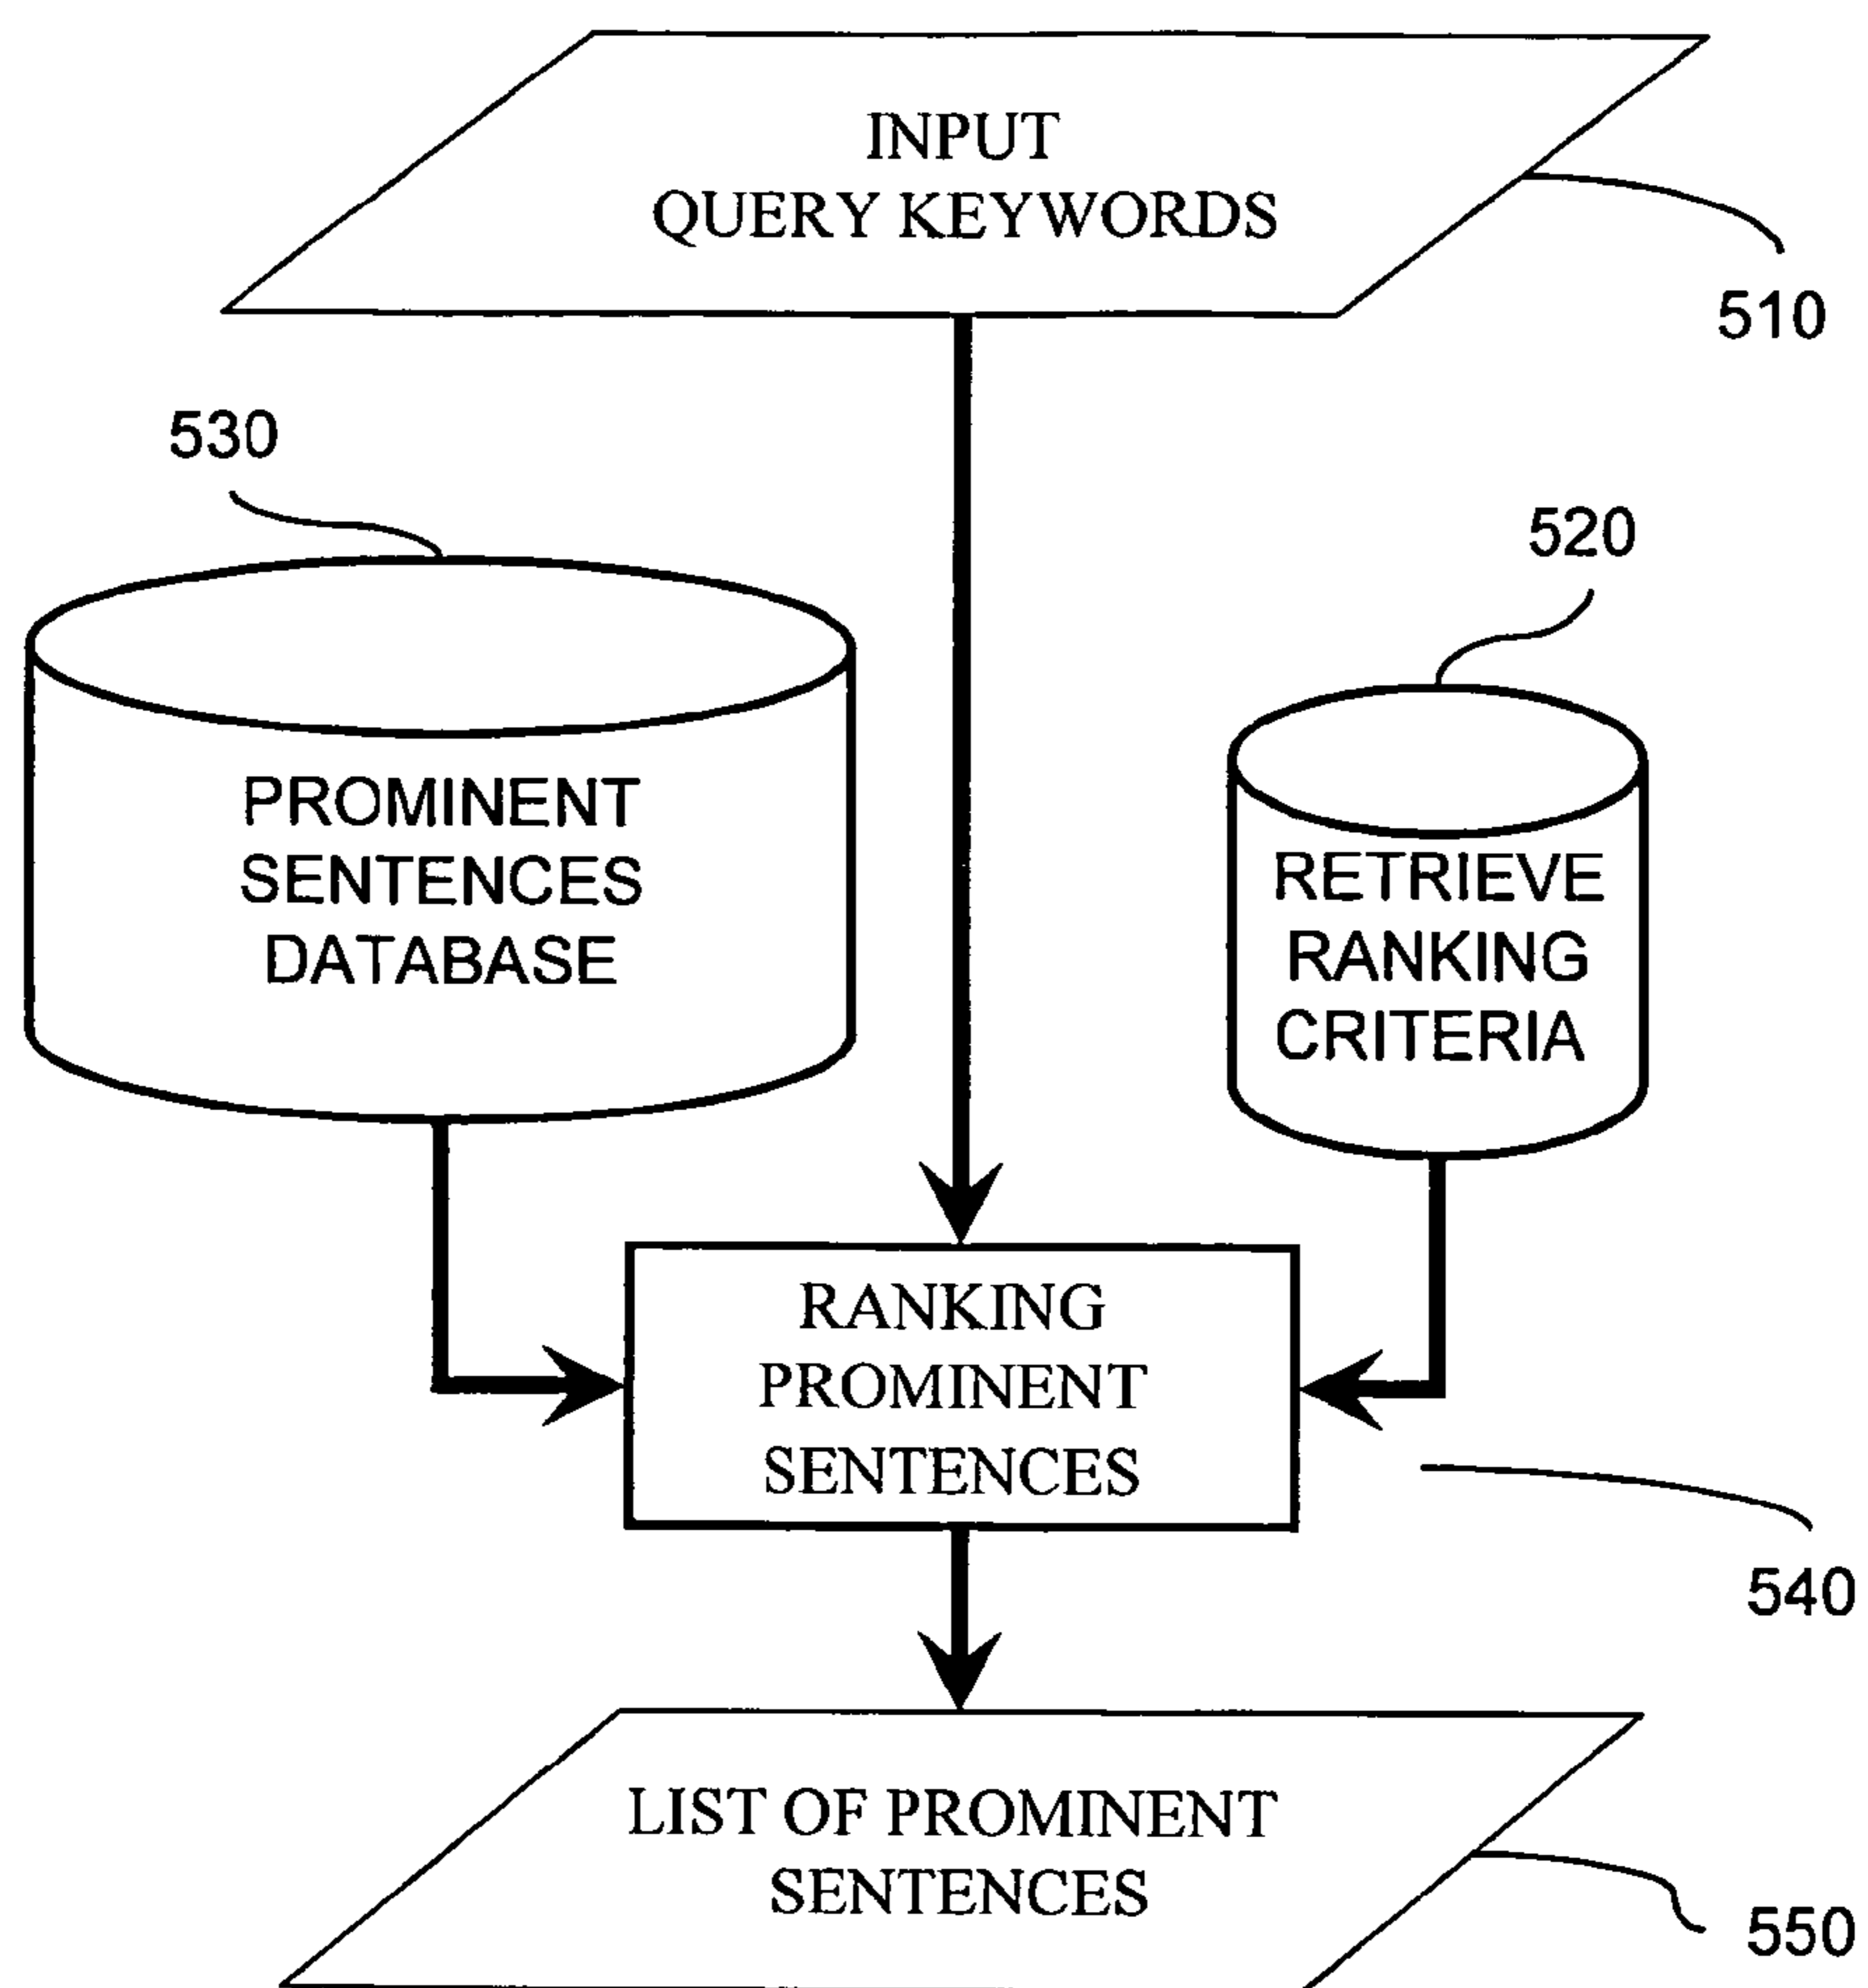 INPUT
QUERY KEYWORDS
510
530
520
PROMINENT
SENTENCES
DATABASE
RETRIEVE
RANKING
CRITERIA
RANKING
PROMINENT
SENTENCES
540
LIST OF PROMINENT
SENTENCES
550